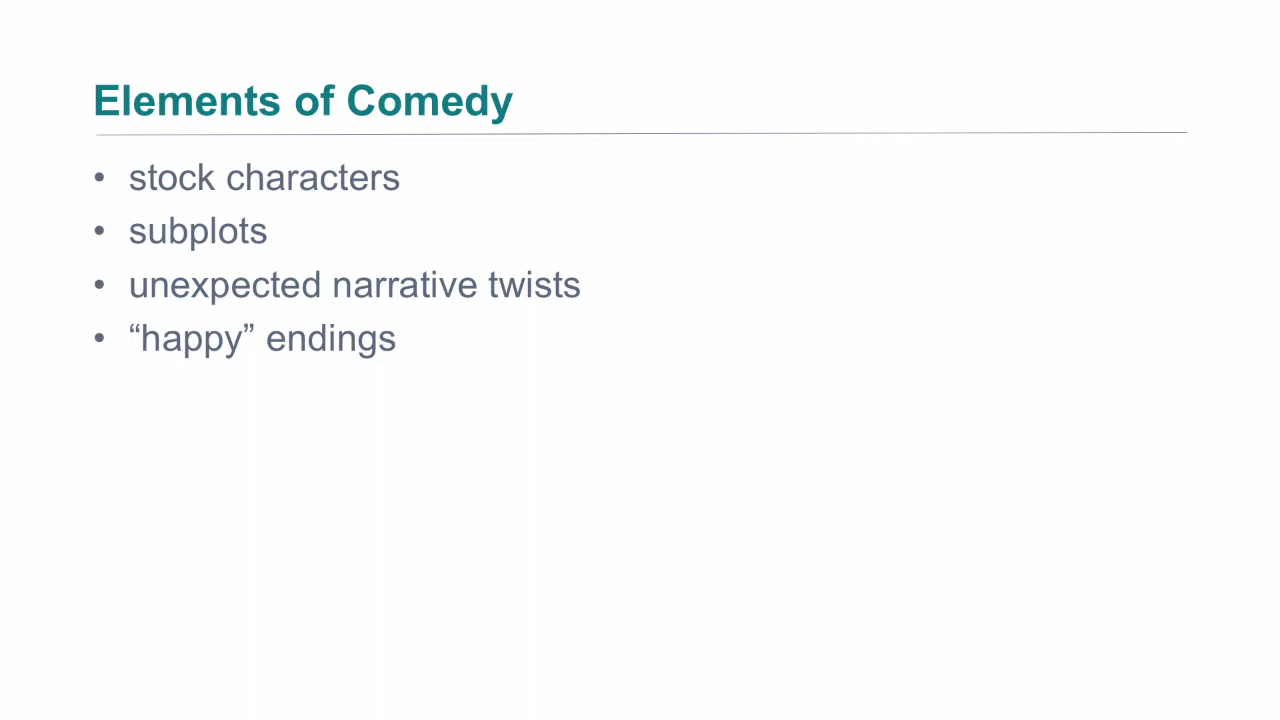 Elements of Comedy
• stock characters
• subplots
• unexpected narrative twists
• “happy” endings